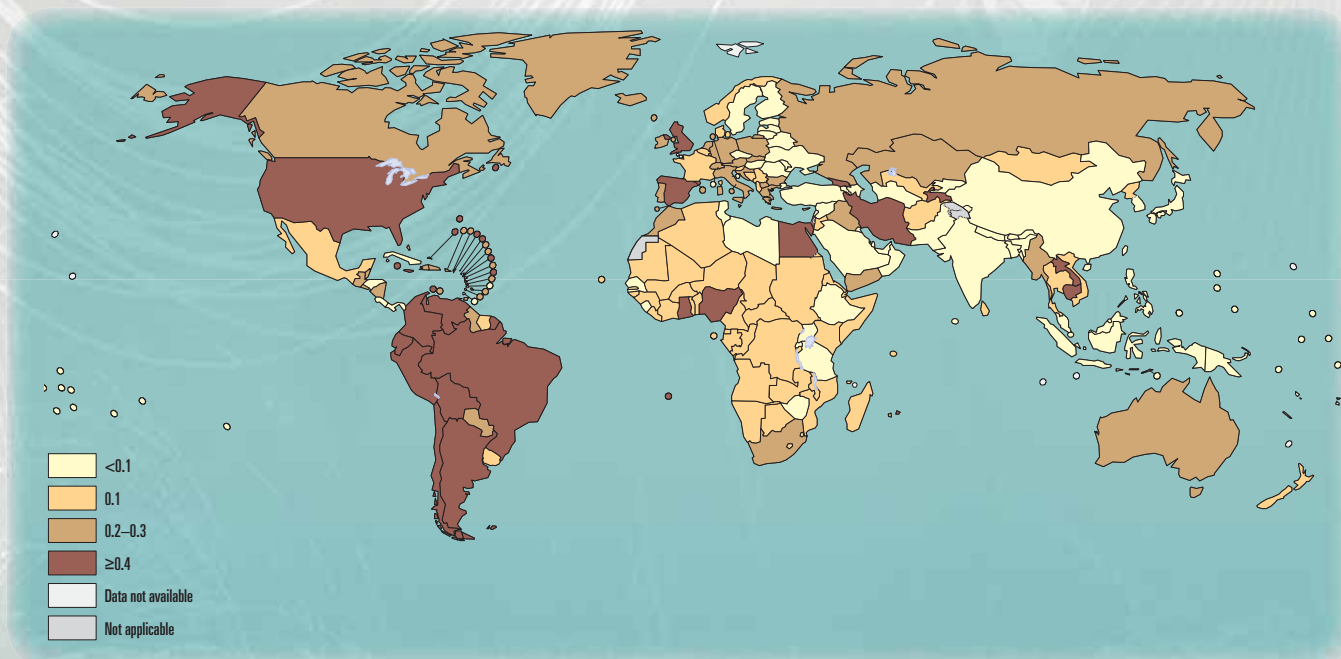 <0.1
0.1
0.2–0.3
≥0.4
Data not available
Not applicable